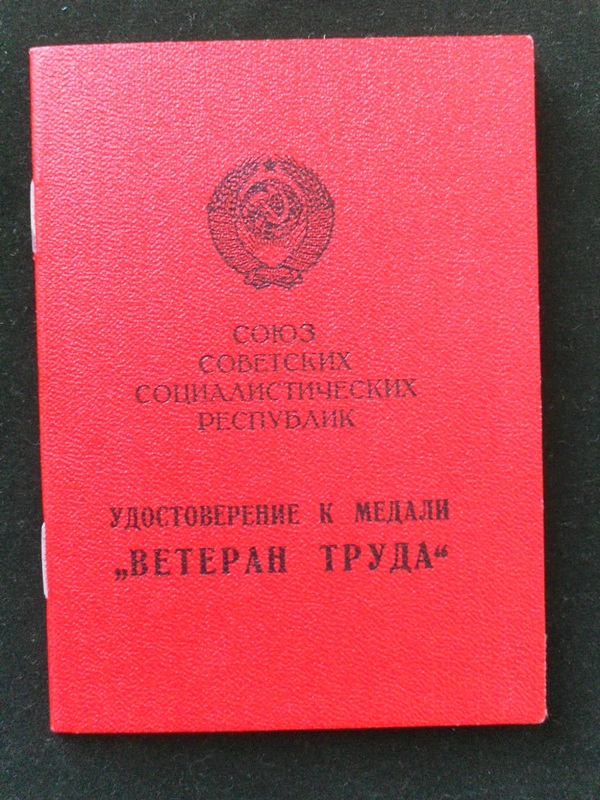 СОЮЗ
СОВЕТСКИХ
СОЦИАЛИСТИЧЕСКИХ
РЕСПУБЛИК
УДОСТОВЕРЕНИЕ К МЕДАЛИ
„ВЕТЕРАН ТРУДА“